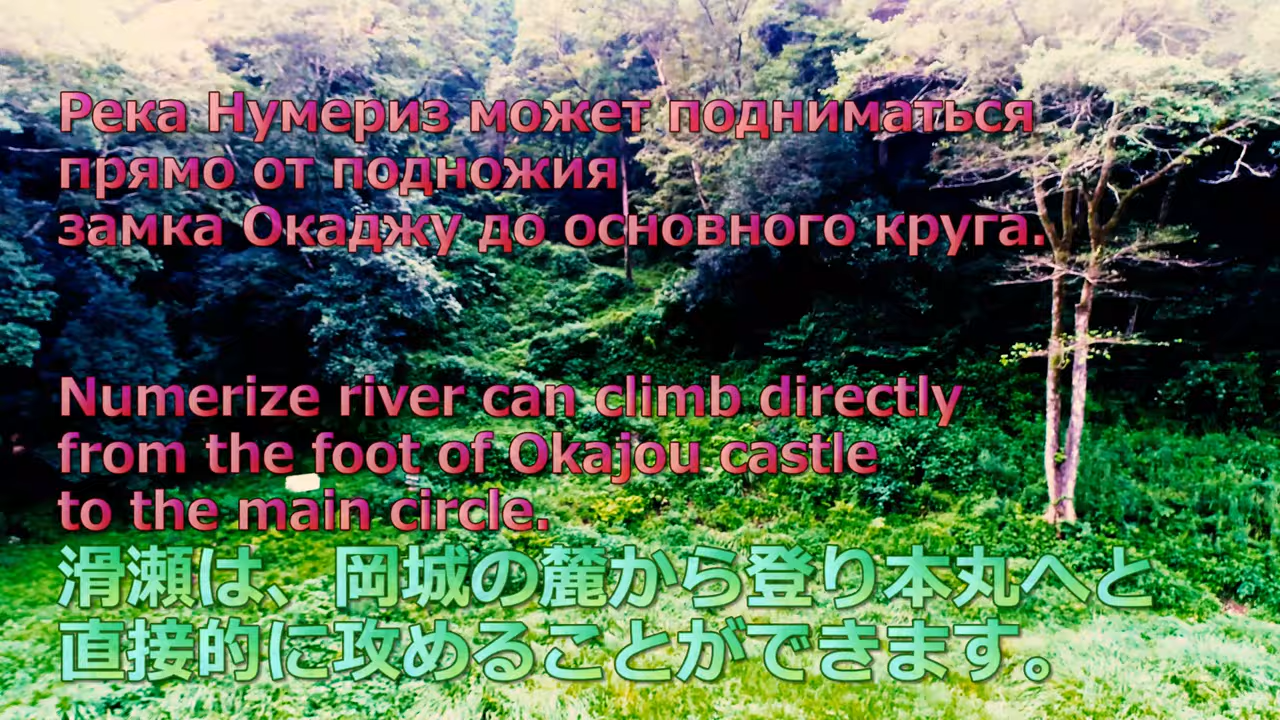 Река Нумериз может подниматься
прямо от подножия
замка Окаджу до основного круга.
Numerize river can climb directly
from the foot of Okajou castle
to the main circle.
滑瀬は、岡城の麓から登り本丸へと
直接的に攻めることができます。